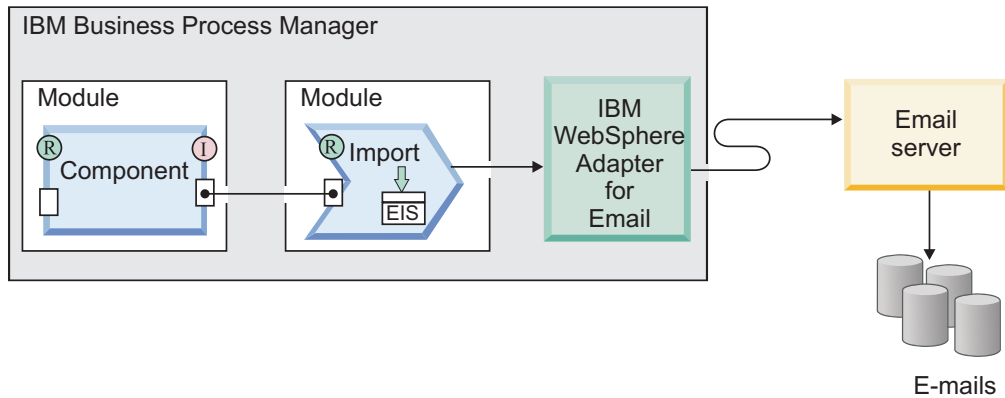 IBM Business Process Manager
Module
R
I
Component
Module
R
Import
EIS
IBM
WebSphere
Adapter
for
Email
Email
server
E-mails